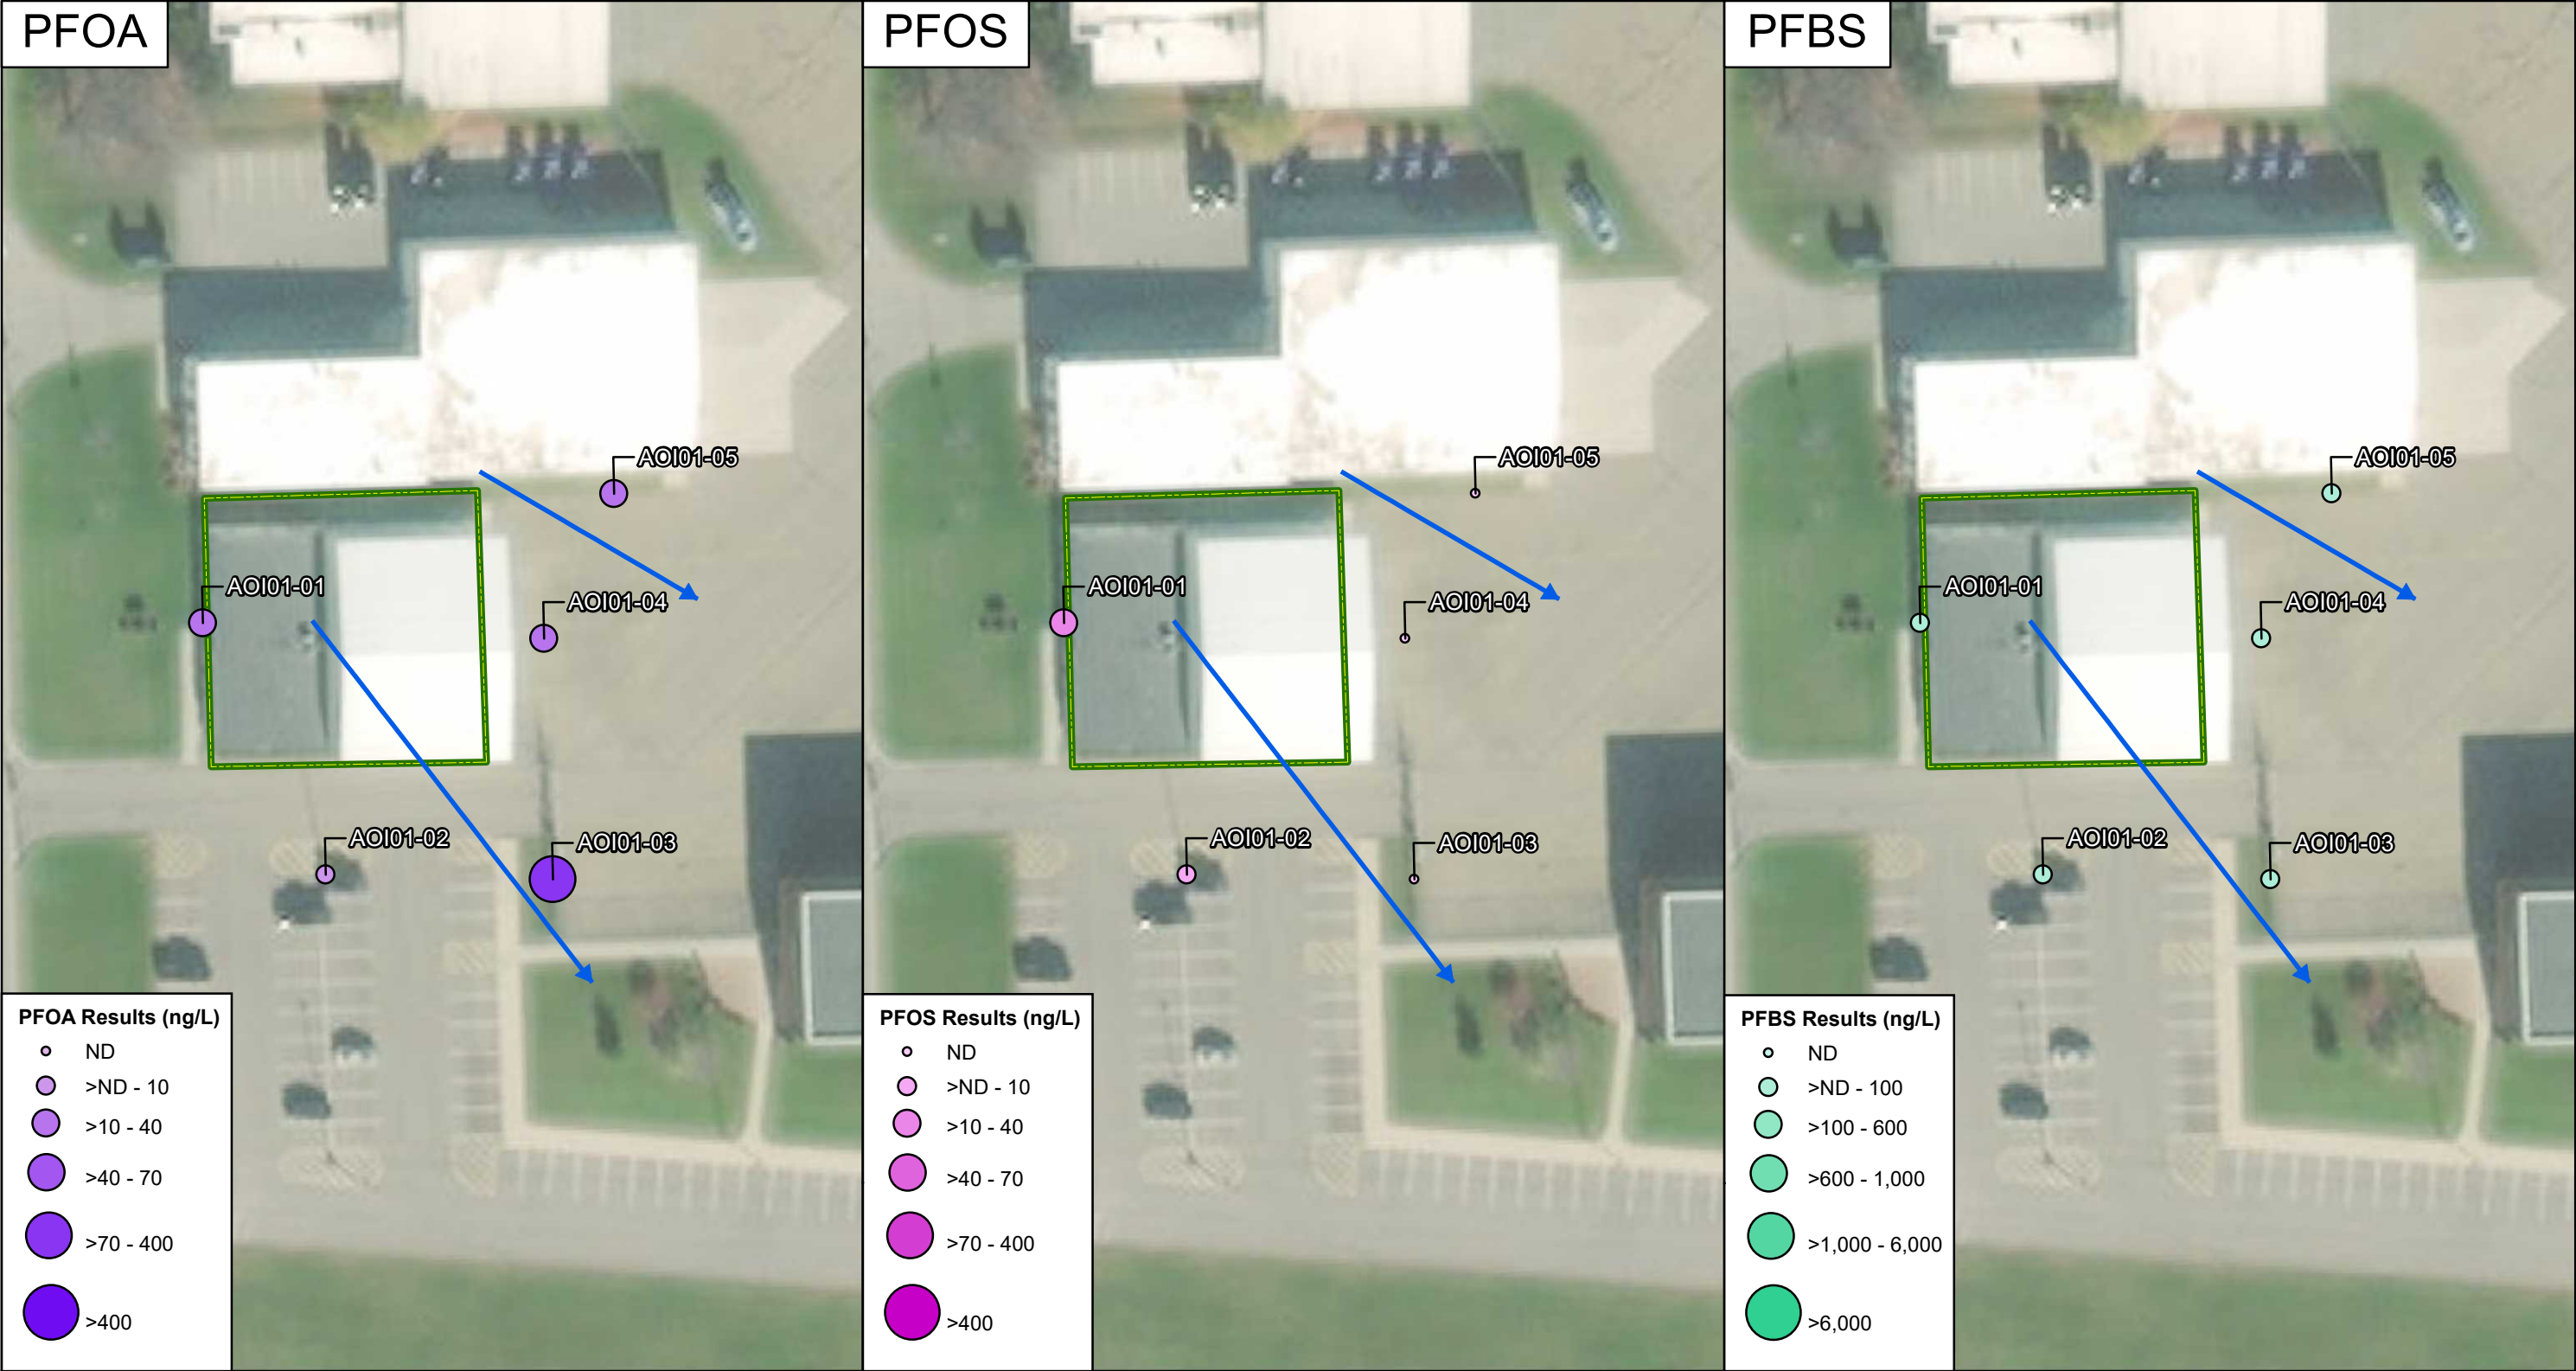 PFOA
AOI01-05
AOI01-01
AOI01-04
AOI01-02
AOI01-03
PFOA Results (ng/L)
ND
>ND - 10
>10 - 40
>40 - 70
>70 - 400
>400
PFOS
AOI01-05
AOI01-01
AOI01-04
AOI01-02
AOI01-03
PFOS Results (ng/L)
ND
>ND - 10
>10 - 40
>40 - 70
>70 - 400
>400
PFBS
AOI01-05
AOI01-01
AOI01-04
AOI01-02
AOI01-03
PFBS Results (ng/L)
ND
>ND - 100
>100 - 600
>600 - 1,000
>1,000 - 6,000
>6,000